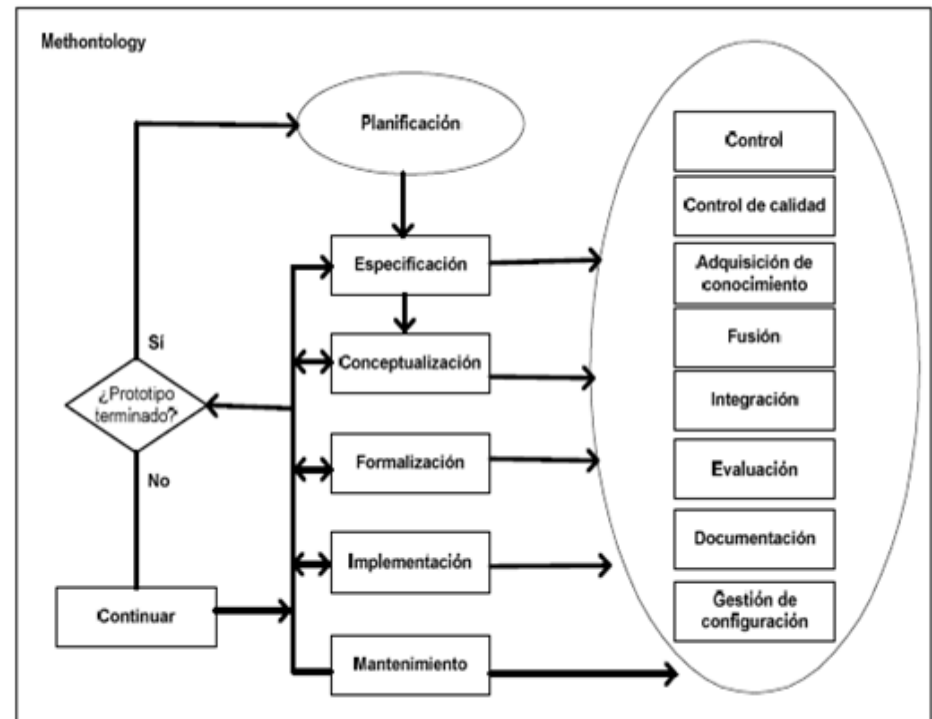 Methontology
Planificación
Especificación
Conceptualización
Formalización
Implementación
Mantenimiento
Sí
¿Prototipo
terminado?
No
Continuar
Control
Control de calidad
Adquisición de
conocimiento
Fusión
Integración
Evaluación
Documentación
Gestión de
configuración